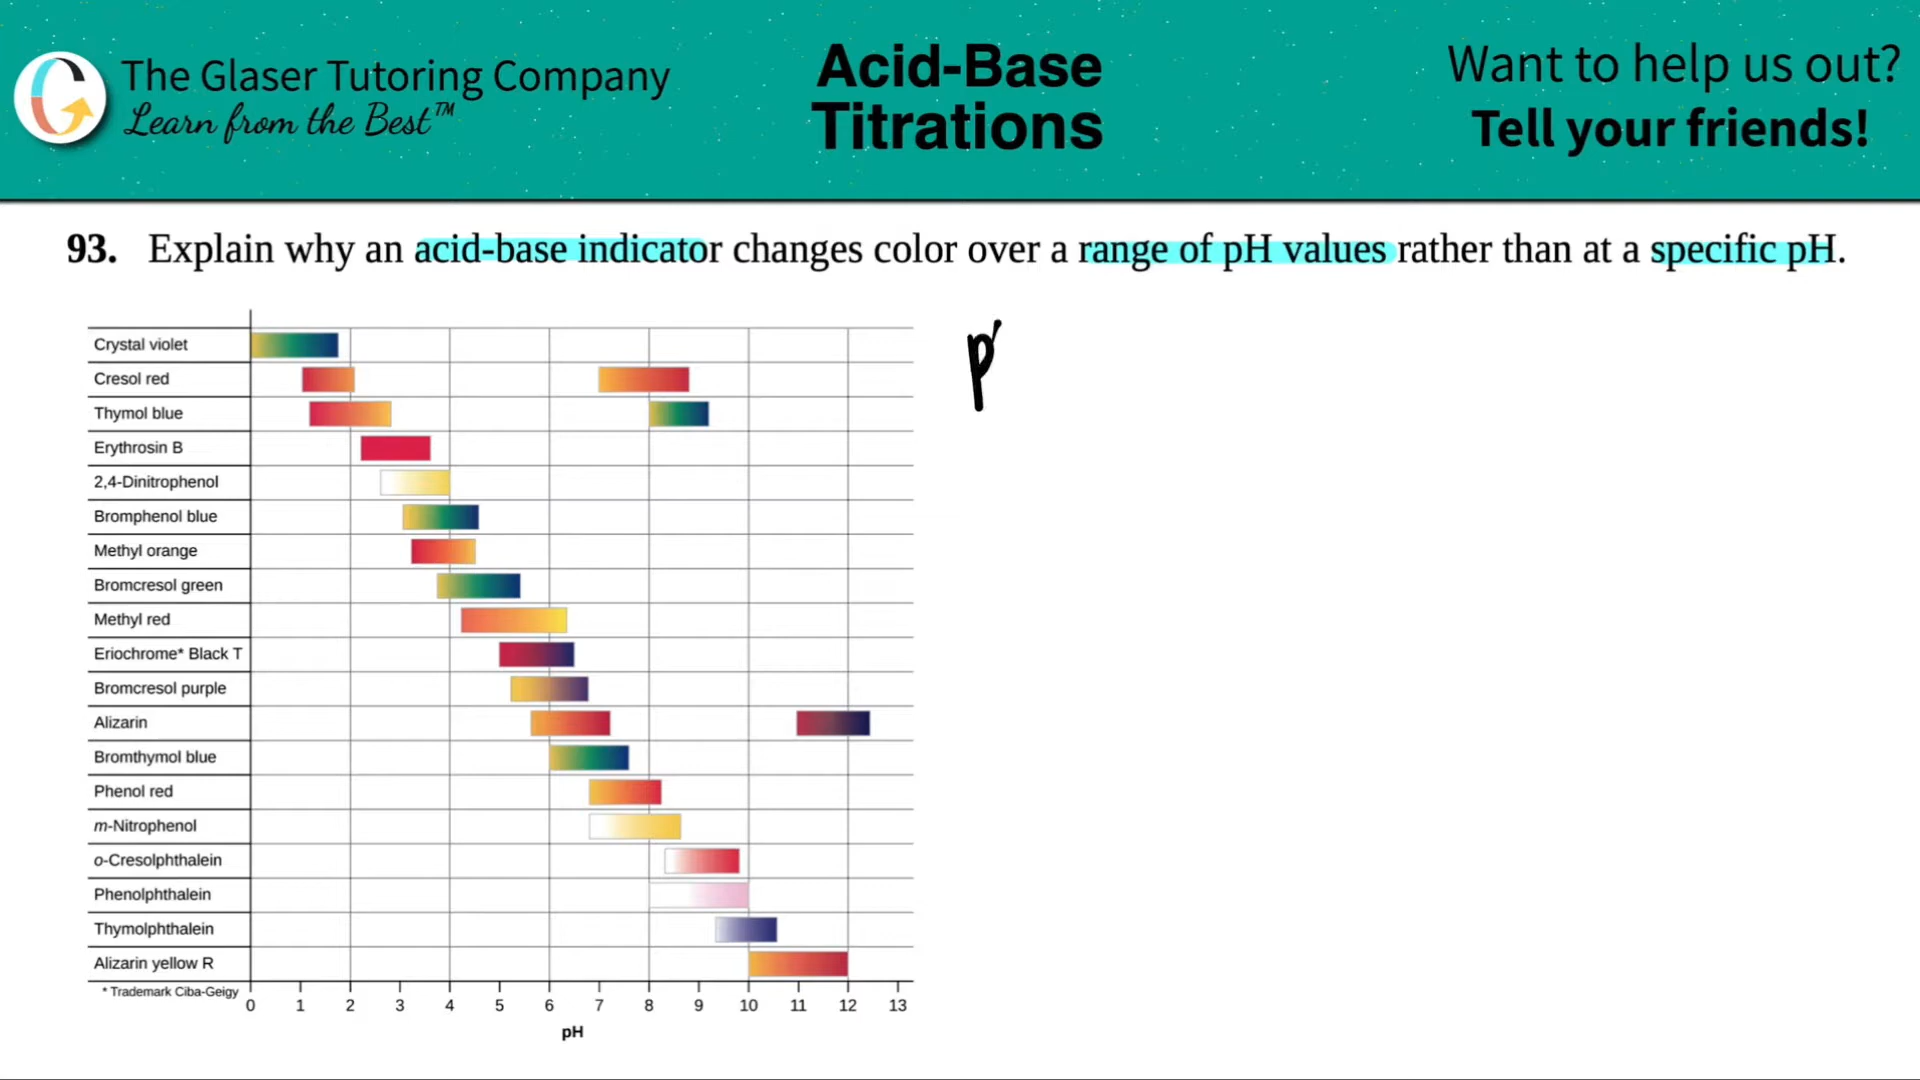 The Glaser Tutoring Company
Learn from the Best™
Acid-Base
Titrations
Want to help us out?
Tell your friends!
93. Explain why an acid-base indicator changes color over a range of pH values rather than at a specific pH.
Crystal violet
Cresol red
Thymol blue
Erythrosin B
2,4-Dinitrophenol
Bromphenol blue
Methyl orange
Bromcresol green
Methyl red
Eriochrome* Black T
Bromcresol purple
Alizarin
Bromthymol blue
Phenol red
m-Nitrophenol
o-Cresolphthalein
Phenolphthalein
Thymolphthalein
Alizarin yellow R
* Trademark Ciba-Geigy
0 1 2 3 4 5 6 7 8 9 10 11 12 13
pH
p